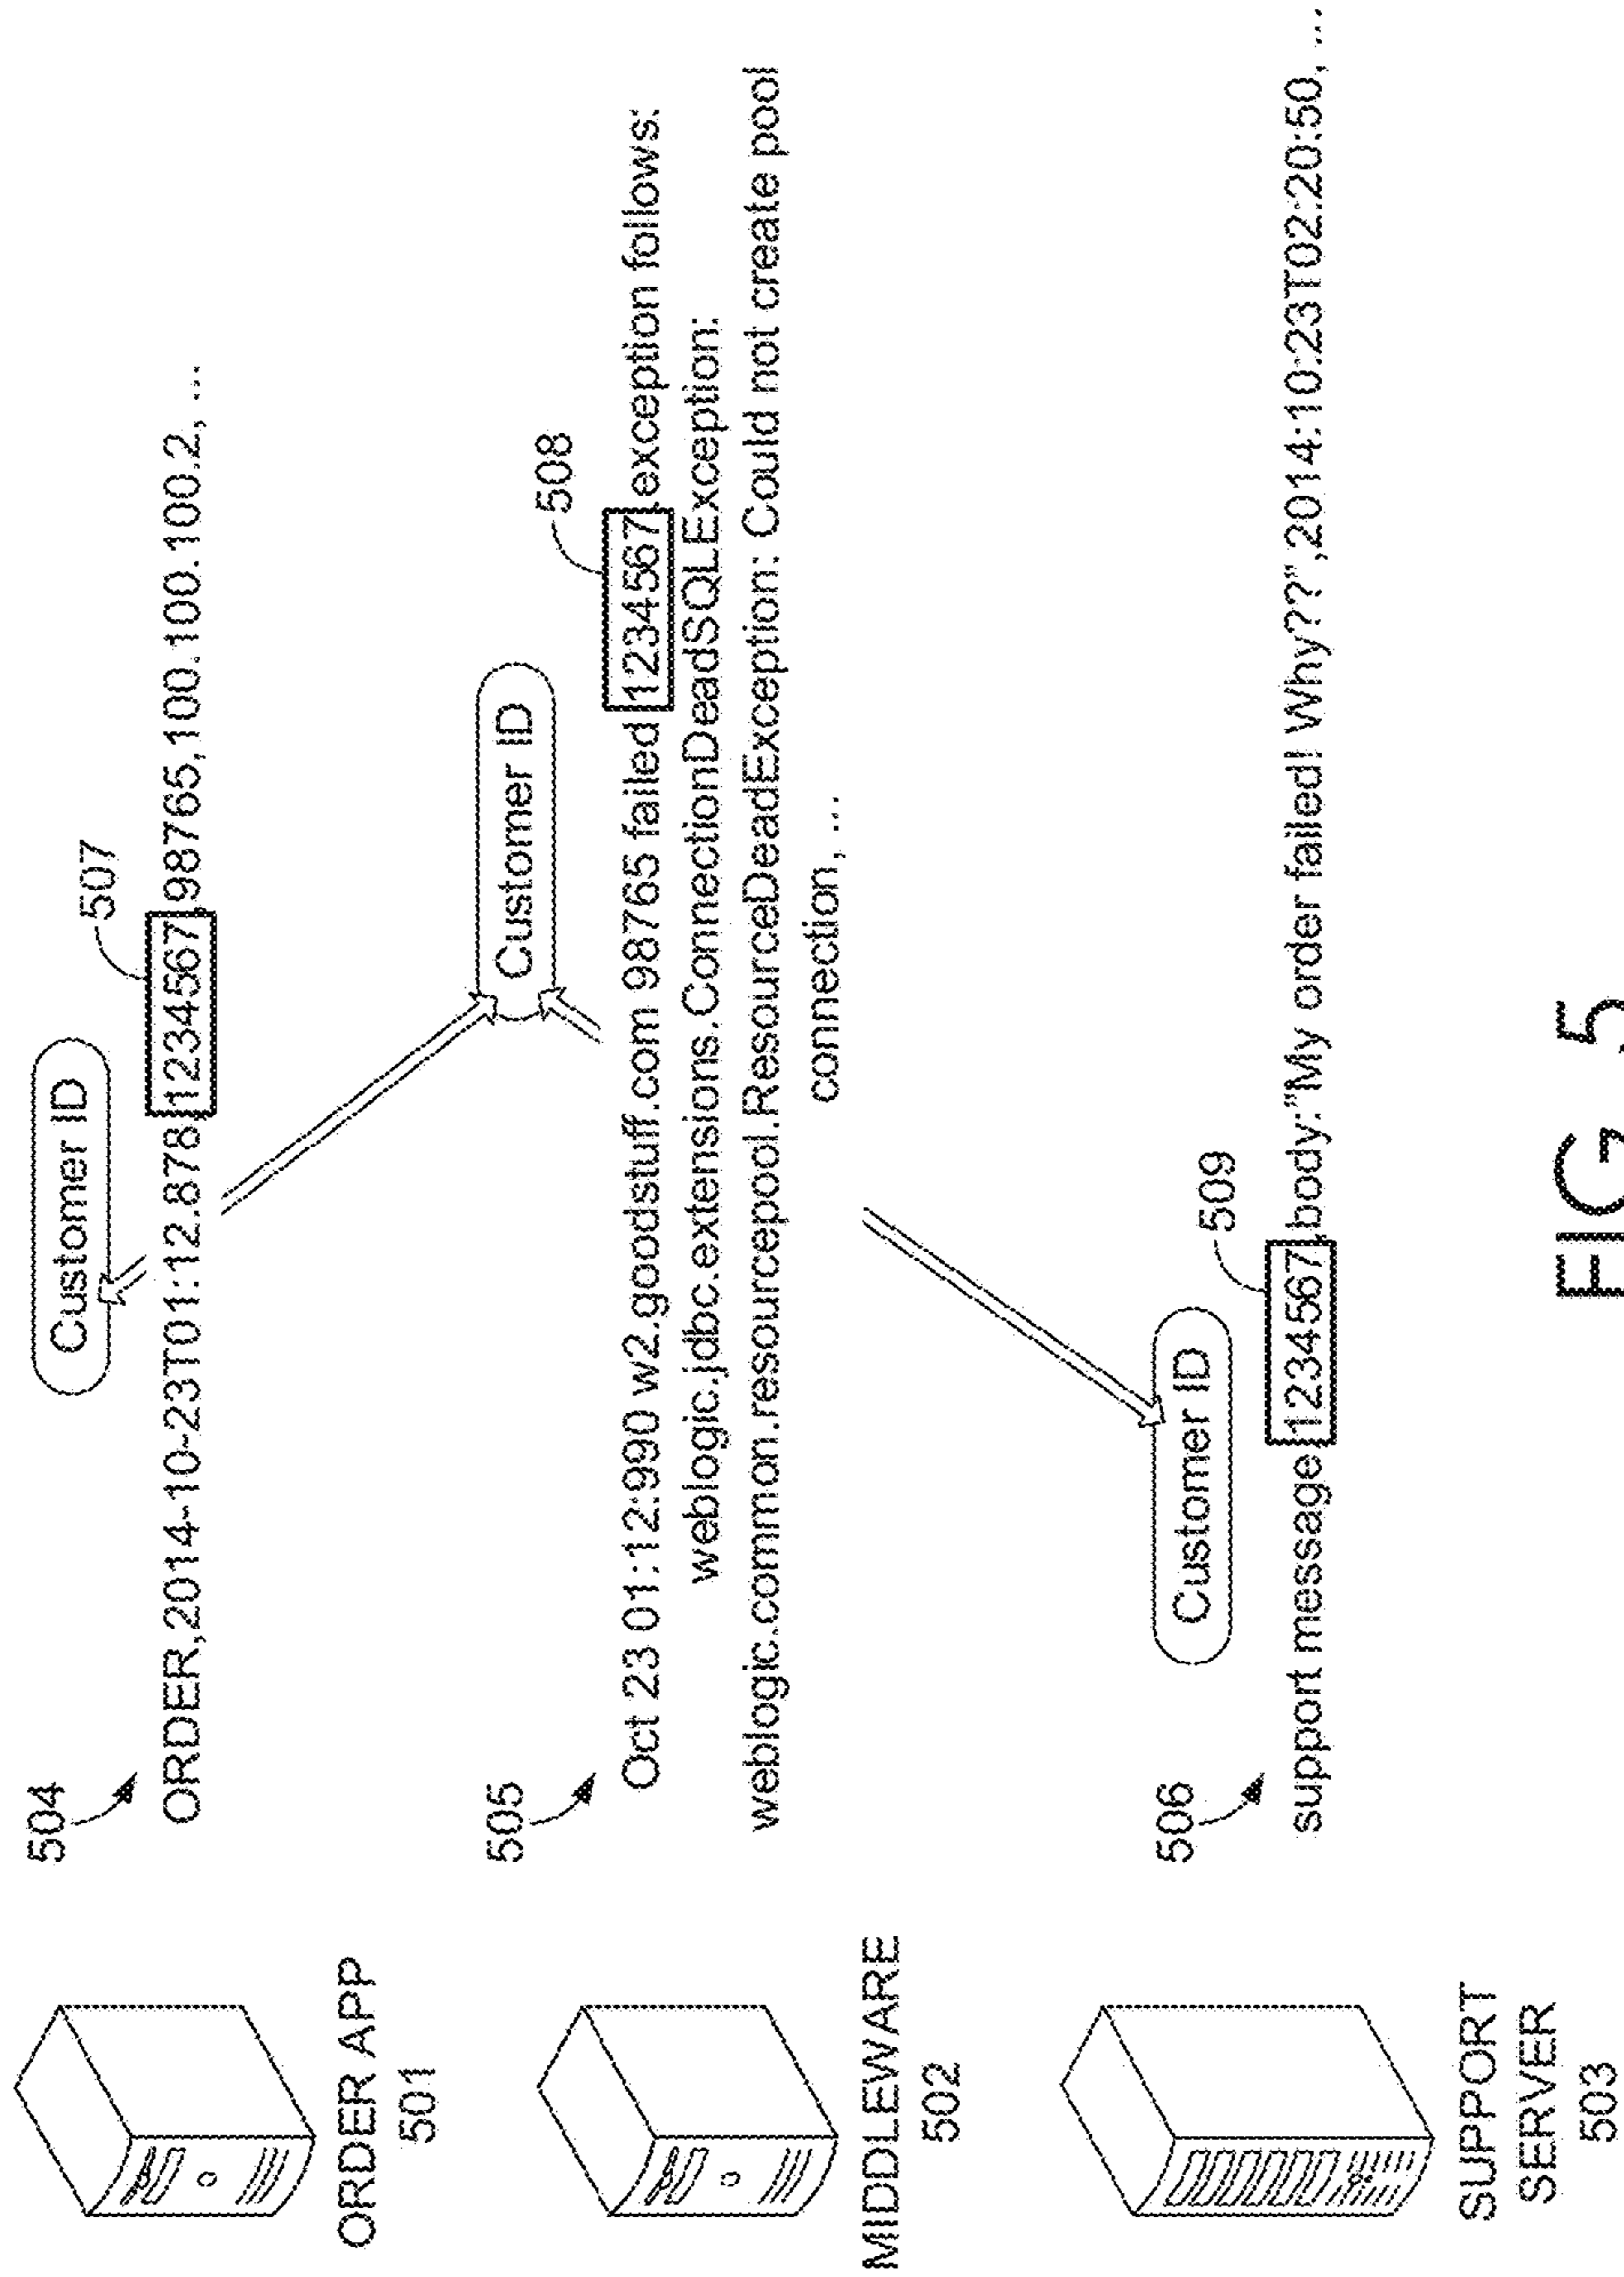 504
Customer ID
507
ORDER,2014-10-23T01:12.878,1234567,98765,100.100.100.2, ...
ORDER APP
501
505
Customer ID
508
Oct 23 01:12:990 w2.goodstuff.com 98765 failed 1234567 exception follows:
weblogic.jdbc.extensions.ConnectionDeadSQLException:
weblogic.common.resourcepool.ResourceDeadException: Could not create pool
connection, ...
MIDDLEWARE
502
506
Customer ID
509
support message 1234567 body:"My order failed! Why??",2014:10:23T02:20:50, ...
SUPPORT
SERVER
503
FIG. 5